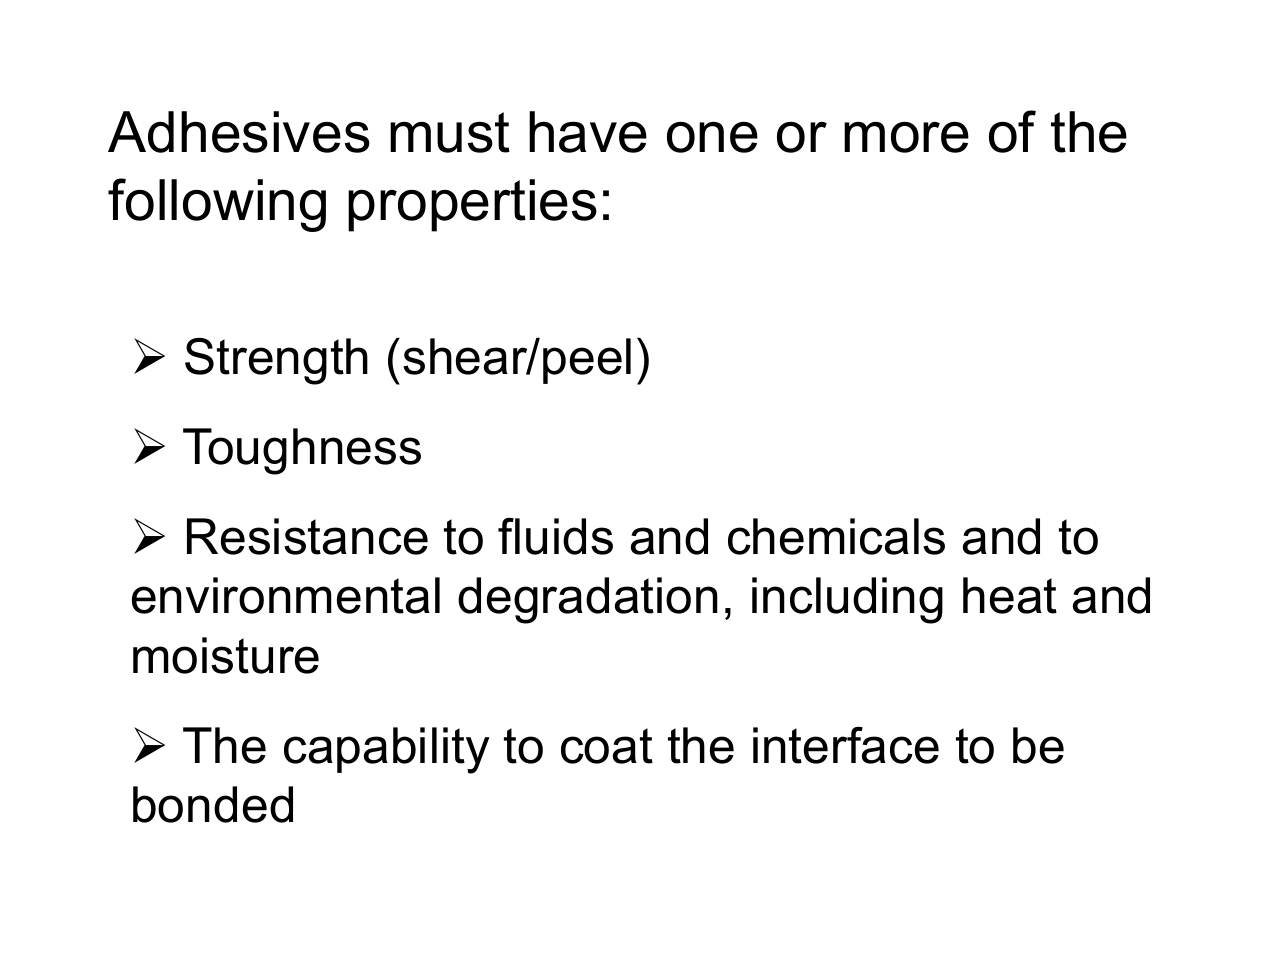 Adhesives must have one or more of the
following properties:
➢ Strength (shear/peel)
➢ Toughness
➢ Resistance to fluids and chemicals and to
environmental degradation, including heat and
moisture
➢ The capability to coat the interface to be
bonded